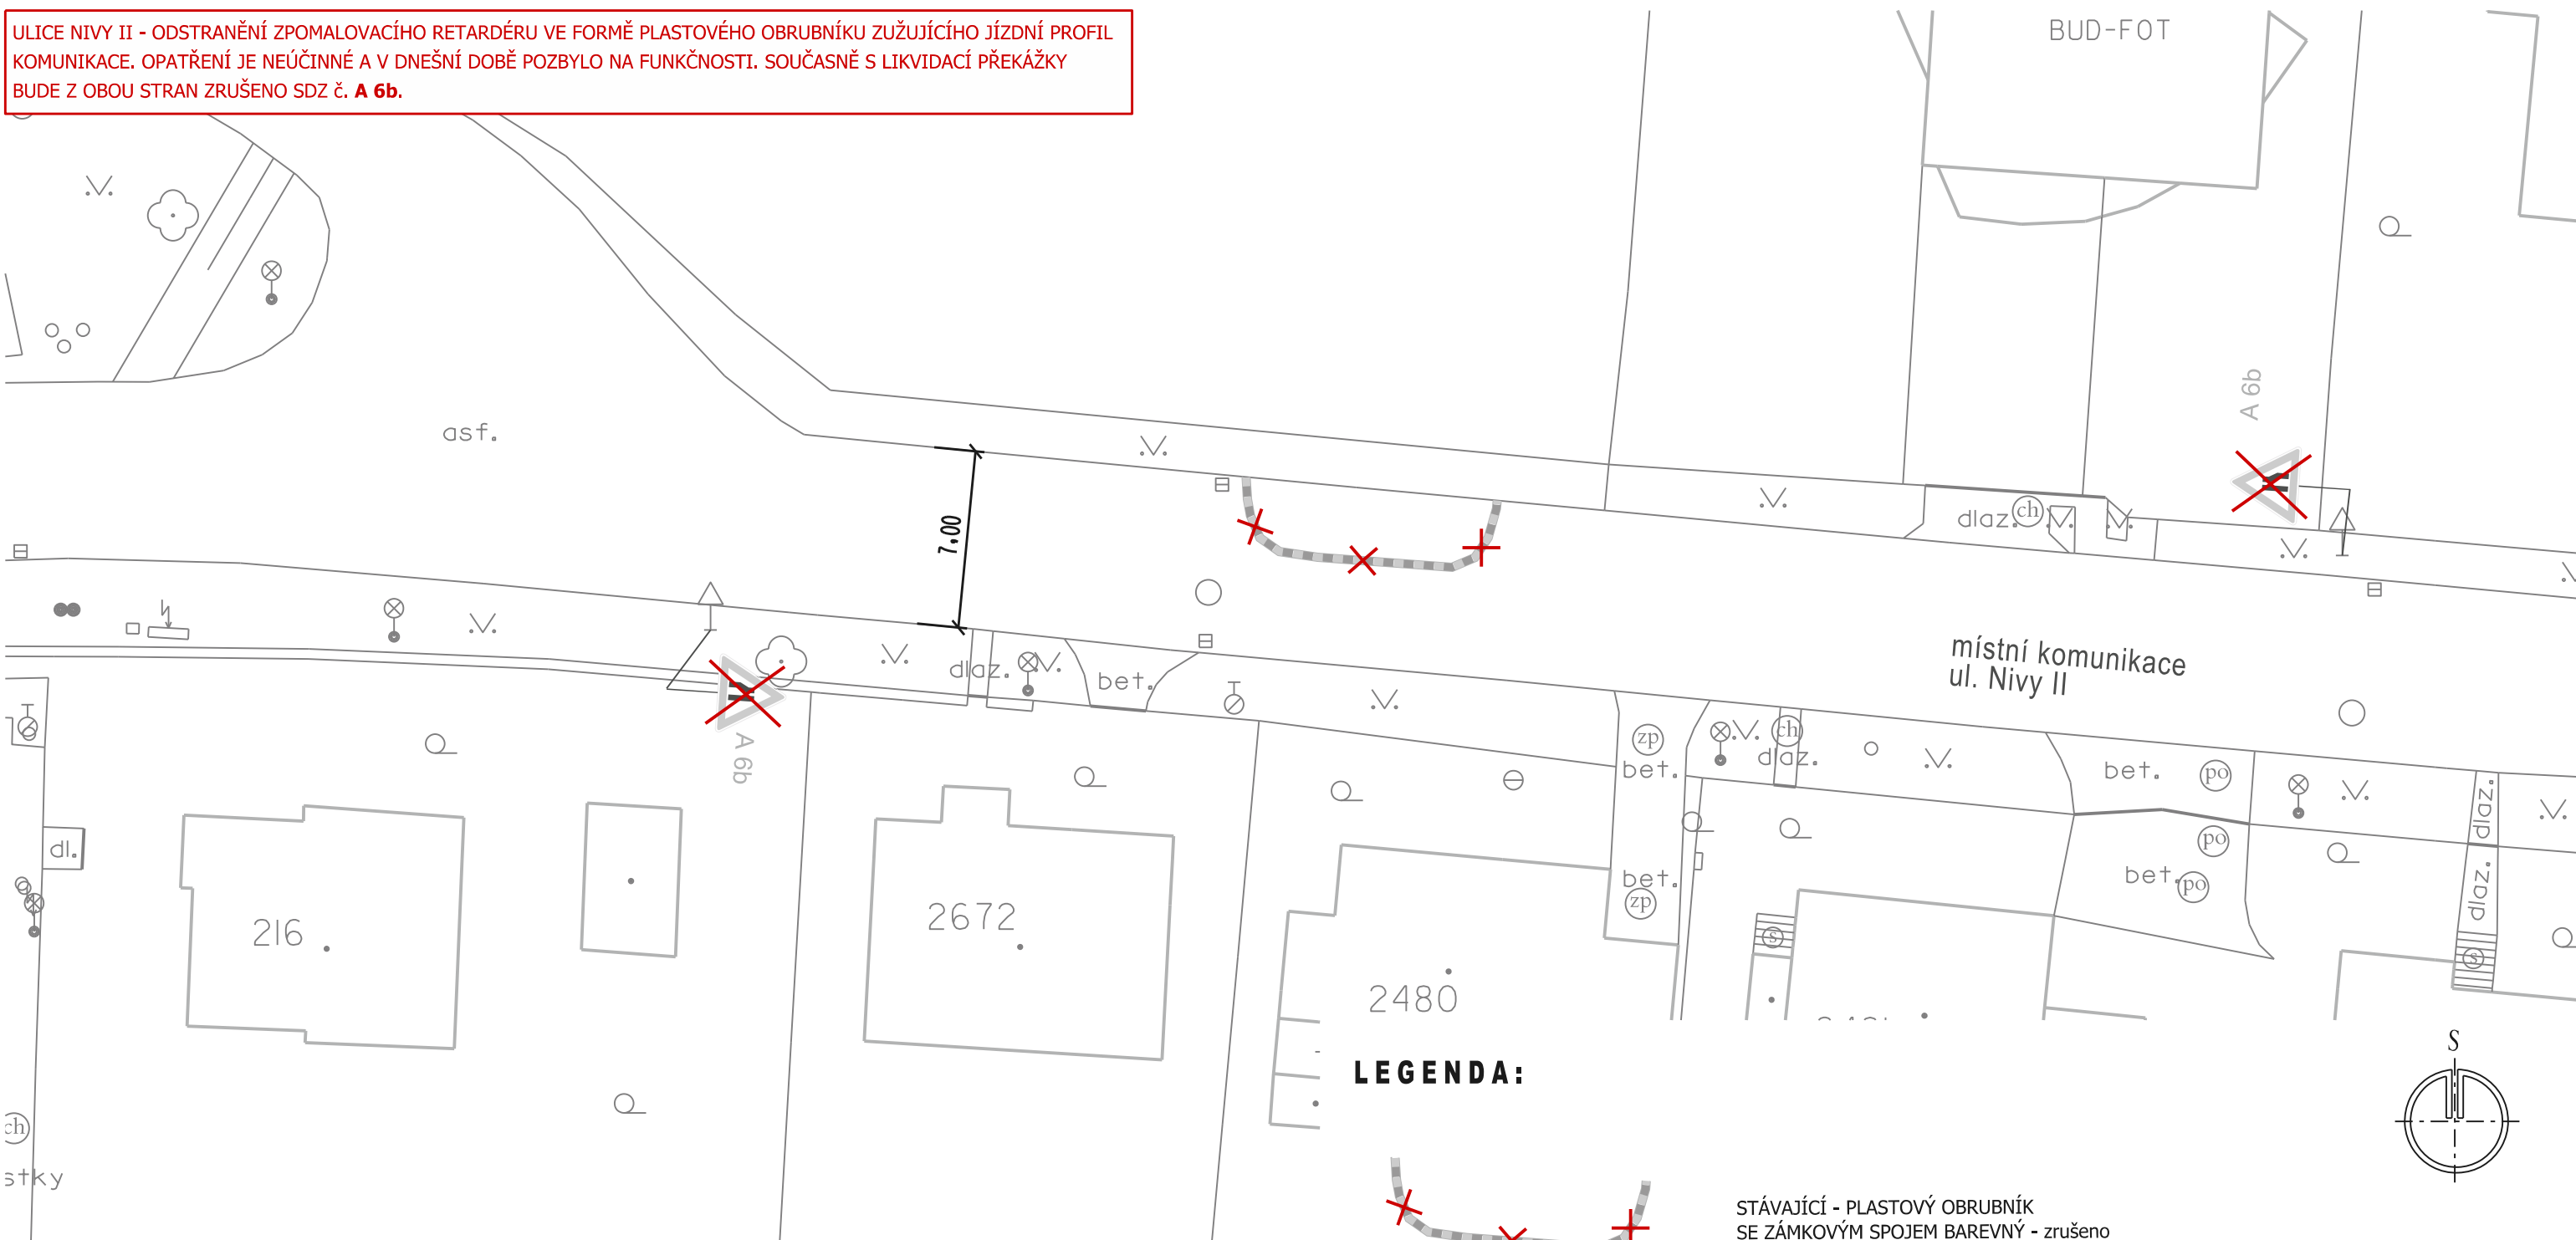 ULICE NIVY II - ODSTRANĚNÍ ZPOMALOVACÍHO RETARDÉRU VE FORMĚ PLASTOVÉHO OBRUBNÍKU ZUŽUJÍCÍHO JÍZDNÍ PROFIL
KOMUNIKACE. OPATŘENÍ JE NEÚČINNÉ A V DNEŠNÍ DOBĚ POZBYLO NA FUNKČNOSTI. SOUČASNĚ S LIKVIDACÍ PŘEKÁŽKY
BUDE Z OBOU STRAN ZRUŠENO SDZ č. A 6b.
BUD-FOT
A 6b
asf.
7.00
dlaz.
ch
místní komunikace
ul. Nivy II
dlaz.
bet.
A 6b
zp
bet.
ch
dlaz.
bet.
po
dlaz.
dl.
po
bet.
zp
bet.
po
dlaz.
216
2672
s
s
2480
LEGENDA:
S
ch
stky
STÁVAJÍCÍ - PLASTOVÝ OBRUBNÍK
SE ZÁMKOVÝM SPOJEM BAREVNÝ - zrušeno